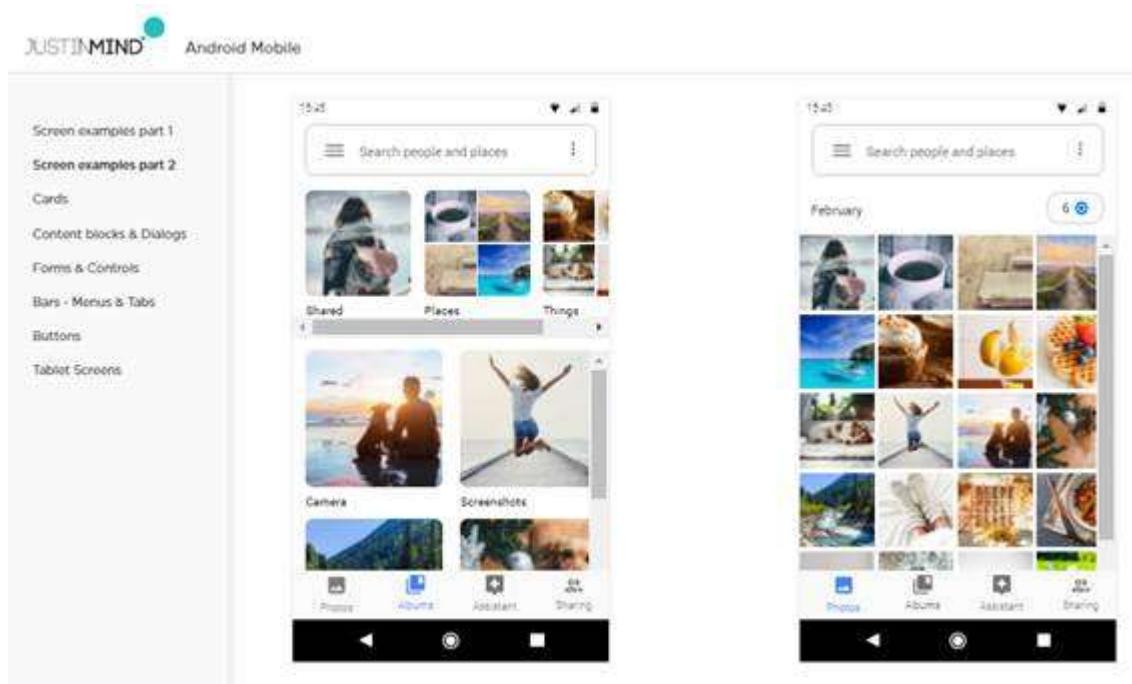 JUSTINMIND
Android Mobile
Screen examples part 1
Screen examples part 2
Cards
Content blocks & Dialogs
Forms & Controls
Bars - Menus & Tabs
Buttons
Tablet Screens
15:45
Search people and places
Shared Places Things
Camera Screenshots
Photos Albums Assistant Sharing
15:45
Search people and places
February 6
Photos Albums Assistant Sharing